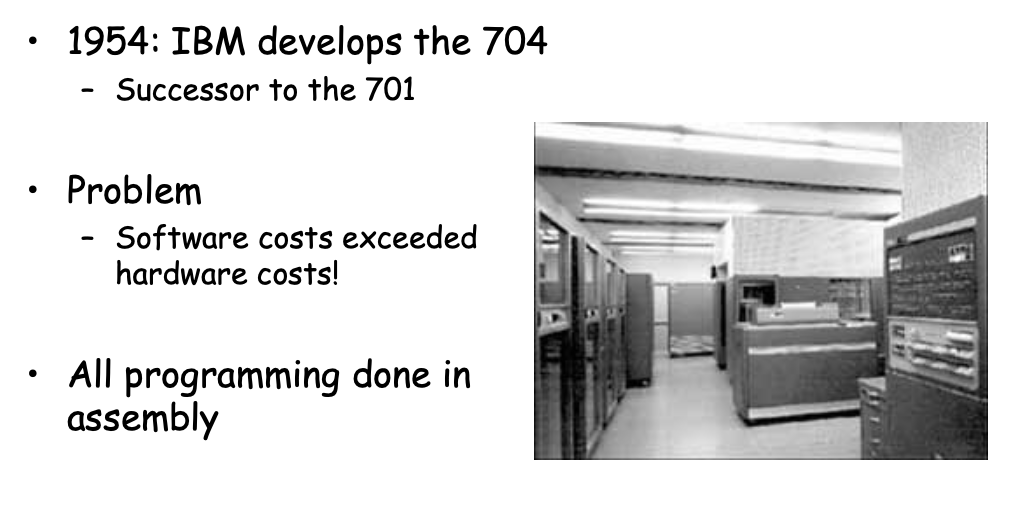 • 1954: IBM develops the 704
– Successor to the 701
• Problem
– Software costs exceeded
hardware costs!
• All programming done in
assembly